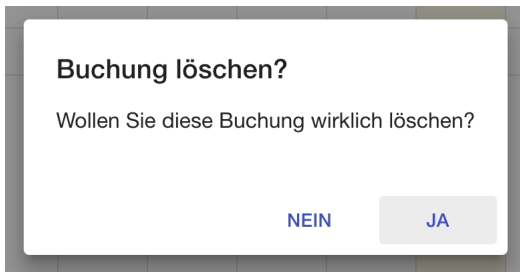 Buchung löschen?
Wollen Sie diese Buchung wirklich löschen?
NEIN JA